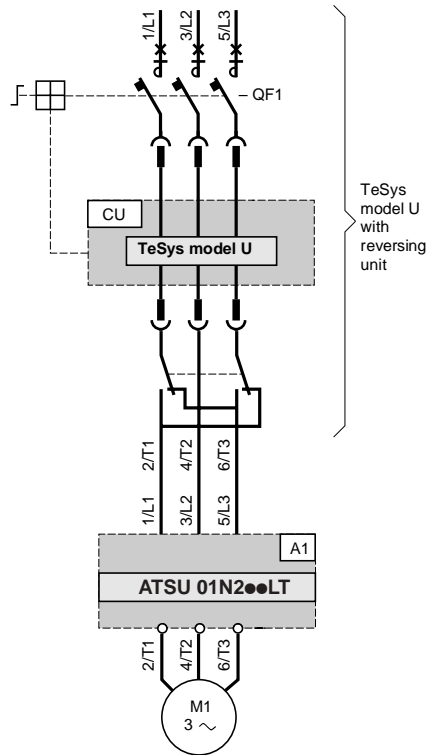 1/L1 3/L2 5/L3
QF1
CU
TeSys model U
TeSys
model U
with
reversing
unit
2/T1 4/T2 6/T3
1/L1 3/L2 5/L3
A1
ATSU 01N2●●LT
2/T1 4/T2 6/T3
M1
3 ~